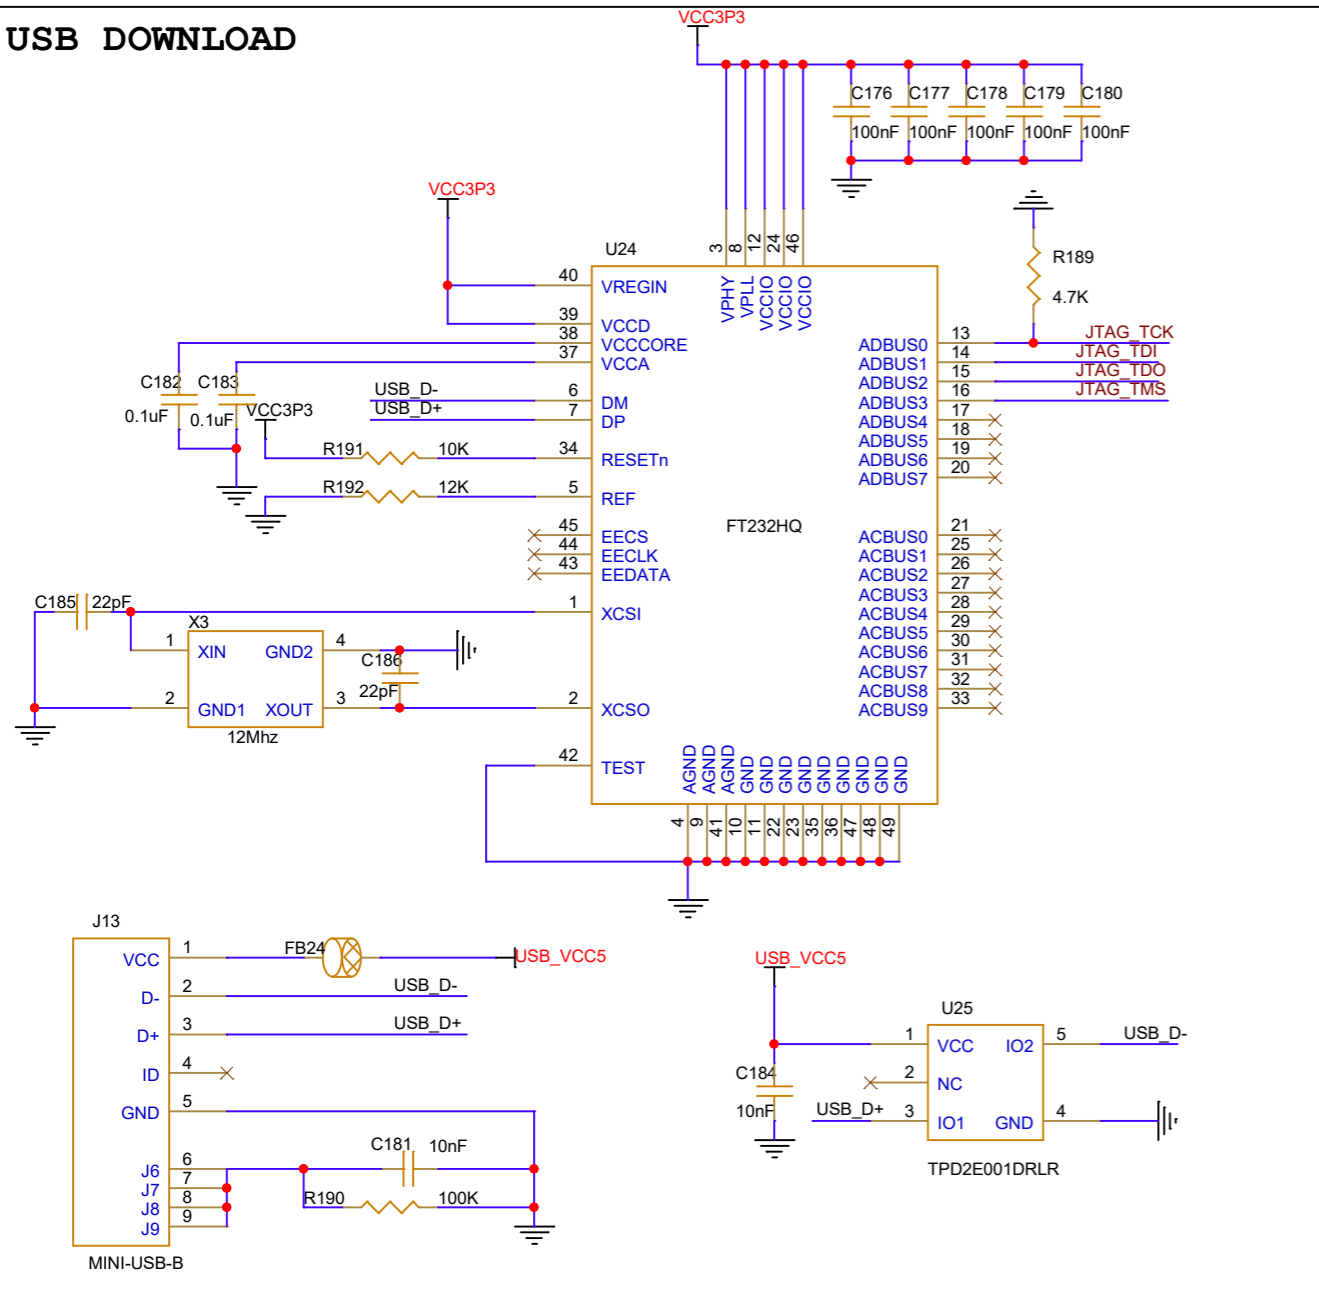 USB DOWNLOAD
VCC3P3
C176 C177 C178 C179 C180
100nF 100nF 100nF 100nF 100nF
VCC3P3
U24
3 8 12 24 46
VPHY VPLL VCCIO VCCIO VCCIO
R189
4.7K
40 VREGIN
39 VCCD
38 VCCCORE
37 VCCA
C182 C183
0.1uF 0.1uF
VCC3P3
USB_D- 6 DM
USB_D+ 7 DP
R191 10K 34 RESETn
R192 12K 5 REF
45 EECS
44 EECLK
43 EEDATA
FT232HQ
ADBUS0 13 JTAG_TCK
ADBUS1 14 JTAG_TDI
ADBUS2 15 JTAG_TDO
ADBUS3 16 JTAG_TMS
ADBUS4 17
ADBUS5 18
ADBUS6 19
ADBUS7 20
ACBUS0 21
ACBUS1 25
ACBUS2 26
ACBUS3 27
ACBUS4 28
ACBUS5 29
ACBUS6 30
ACBUS7 31
ACBUS8 32
ACBUS9 33
C185 22pF 1 XCSI
X3
1 XIN GND2 4
C186
22pF
2 GND1 XOUT 3 2 XCSO
12Mhz
42 TEST
AGND AGND AGND GND GND GND GND GND GND GND GND GND
4 9 41 10 11 22 23 35 36 47 48 49
J13
VCC 1 FB24 USB_VCC5
D- 2 USB_D-
D+ 3 USB_D+
ID 4
GND 5
C181 10nF
J6 6
J7 7
J8 8
J9 9
R190 100K
MINI-USB-B
USB_VCC5
U25
1 VCC IO2 5 USB_D-
C184
10nF
2 NC
USB_D+ 3 IO1 GND 4
TPD2E001DRLR